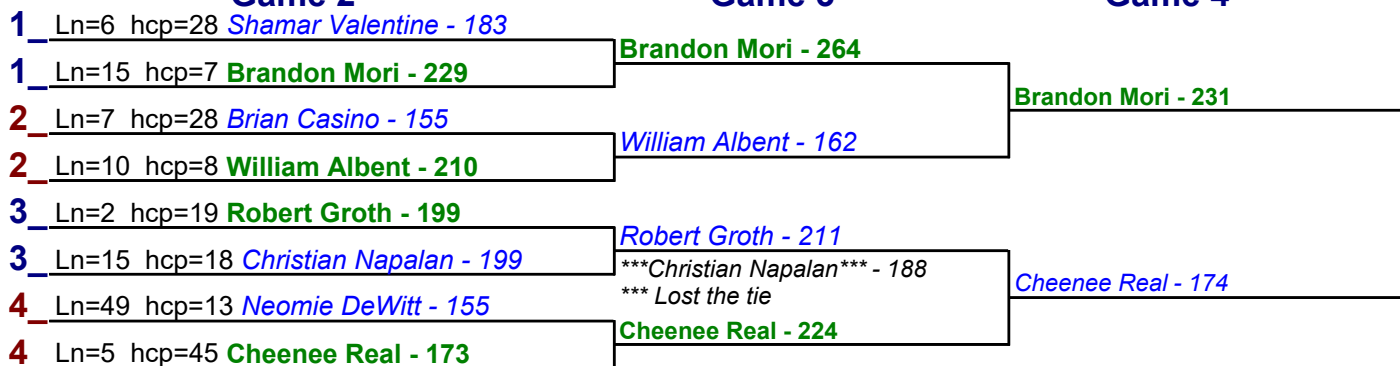 Game 2 Game 3 Game 4
1_ Ln=6 hcp=28 Shamar Valentine - 183
Brandon Mori - 264
1_ Ln=15 hcp=7 Brandon Mori - 229
Brandon Mori - 231
2_ Ln=7 hcp=28 Brian Casino - 155
William Albent - 162
2_ Ln=10 hcp=8 William Albent - 210
3_ Ln=2 hcp=19 Robert Groth - 199
Robert Groth - 211
3_ Ln=15 hcp=18 Christian Napalan - 199
***Christian Napalan*** - 188
*** Lost the tie
Cheenee Real - 174
4_ Ln=49 hcp=13 Neomie DeWitt - 155
Cheenee Real - 224
4 Ln=5 hcp=45 Cheenee Real - 173